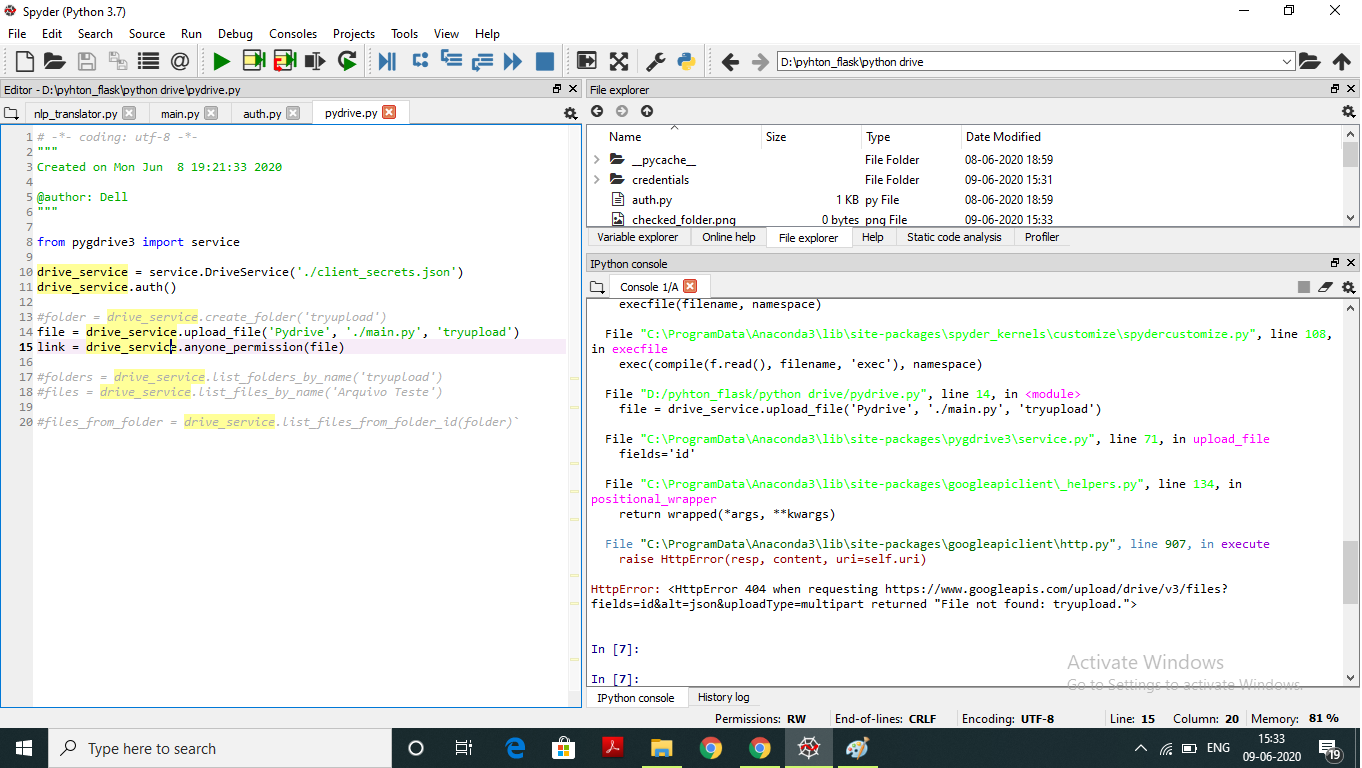 Spyder (Python 3.7)
File Edit Search Source Run Debug Consoles Projects Tools View Help
D:\pyhton_flask\python drive
Editor - D:\pyhton_flask\python drive\pydrive.py
nlp_translator.py main.py auth.py pydrive.py
1 # -*- coding: utf-8 -*-
2 """
3 Created on Mon Jun  8 19:21:33 2020
4
5 @author: Dell
6 """
7
8 from pygdrive3 import service
9
10 drive_service = service.DriveService('./client_secrets.json')
11 drive_service.auth()
12
13 #folder = drive_service.create_folder('tryupload')
14 file = drive_service.upload_file('Pydrive', './main.py', 'tryupload')
15 link = drive_service.anyone_permission(file)
16
17 #folders = drive_service.list_folders_by_name('tryupload')
18 #files = drive_service.list_files_by_name('Arquivo Teste')
19
20 #files_from_folder = drive_service.list_files_from_folder_id(folder)`
File explorer
Name Size Type Date Modified
__pycache__ File Folder 08-06-2020 18:59
credentials File Folder 09-06-2020 15:31
auth.py 1 KB py File 08-06-2020 18:59
checked_folder.png 0 bytes png File 09-06-2020 15:33
Variable explorer Online help File explorer Help Static code analysis Profiler
IPython console
Console 1/A
execfile(filename, namespace)
File "C:\ProgramData\Anaconda3\lib\site-packages\spyder_kernels\customize\spydercustomize.py", line 108,
in execfile
exec(compile(f.read(), filename, 'exec'), namespace)
File "D:/pyhton_flask/python drive/pydrive.py", line 14, in <module>
file = drive_service.upload_file('Pydrive', './main.py', 'tryupload')
File "C:\ProgramData\Anaconda3\lib\site-packages\pygdrive3\service.py", line 71, in upload_file
fields='id'
File "C:\ProgramData\Anaconda3\lib\site-packages\googleapiclient\_helpers.py", line 134, in
positional_wrapper
return wrapped(*args, **kwargs)
File "C:\ProgramData\Anaconda3\lib\site-packages\googleapiclient\http.py", line 907, in execute
raise HttpError(resp, content, uri=self.uri)
HttpError: <HttpError 404 when requesting https://www.googleapis.com/upload/drive/v3/files?
fields=id&alt=json&uploadType=multipart returned "File not found: tryupload.">
In [7]:
In [7]:
Activate Windows
Go to Settings to activate Windows.
IPython console History log
Permissions: RW End-of-lines: CRLF Encoding: UTF-8 Line: 15 Column: 20 Memory: 81 %
Type here to search
ENG
15:33
09-06-2020
19